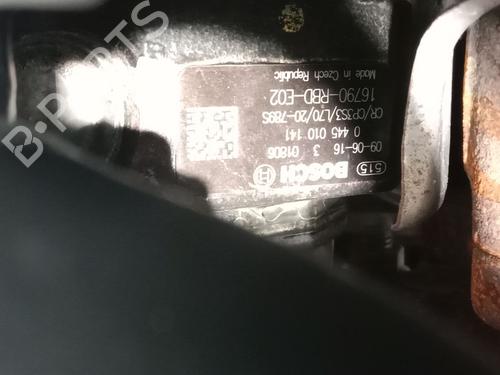 515 BOSCH
09-06-16 3 01806
0 445 010 141
CR/CP3S3/L70/20-789S
16790-RBD-E02
Made in Czech Republic
B-PARTS